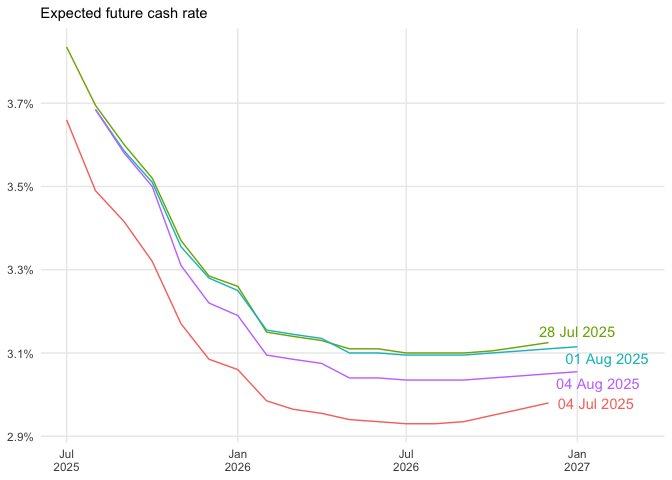 Expected future cash rate
3.7%
3.5%
3.3%
3.1%
2.9%
28 Jul 2025
01 Aug 2025
04 Aug 2025
04 Jul 2025
Jul
2025
Jan
2026
Jul
2026
Jan
2027